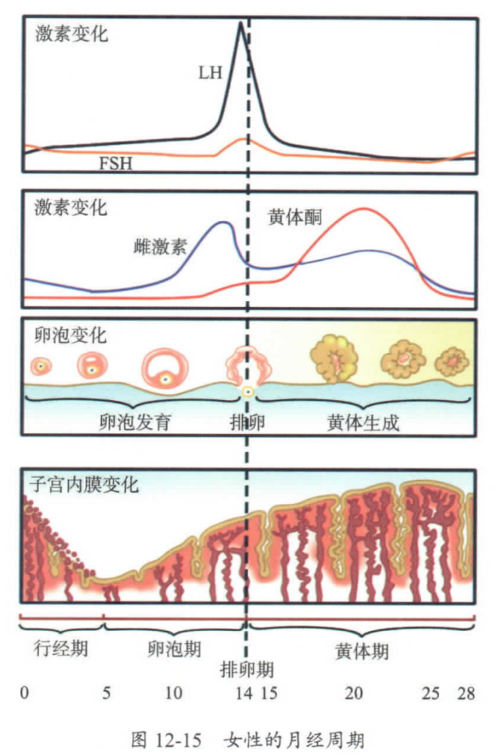 激素变化
LH
FSH
激素变化
雌激素
黄体酮
卵泡变化
卵泡发育
排卵
黄体生成
子宫内膜变化
行经期
卵泡期
排卵期
黄体期
0 5 10 14 15 20 25 28
图 12-15 女性的月经周期